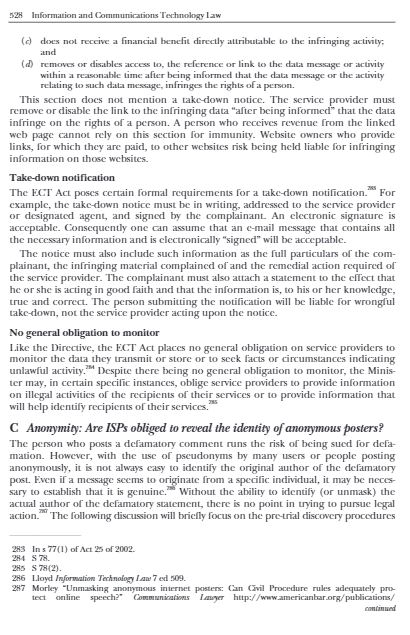 528 Information and Communications Technology Law
(c) does not receive a financial benefit directly attributable to the infringing activity;
and
(d) removes or disables access to, the reference or link to the data message or activity
within a reasonable time after being informed that the data message or the activity
relating to such data message, infringes the rights of a person.
This section does not mention a take-down notice. The service provider must
remove or disable the link to the infringing data “after being informed” that the data
infringe on the rights of a person. A person who receives revenue from the linked
web page cannot rely on this section for immunity. Website owners who provide
links, for which they are paid, to other websites risk being held liable for infringing
information on those websites.
Take-down notification
The ECT Act poses certain formal requirements for a take-down notification.283 For
example, the take-down notice must be in writing, addressed to the service provider
or designated agent, and signed by the complainant. An electronic signature is
acceptable. Consequently one can assume that an e-mail message that contains all
the necessary information and is electronically “signed” will be acceptable.
The notice must also include such information as the full particulars of the com-
plainant, the infringing material complained of and the remedial action required of
the service provider. The complainant must also attach a statement to the effect that
he or she is acting in good faith and that the information is, to his or her knowledge,
true and correct. The person submitting the notification will be liable for wrongful
take-down, not the service provider acting upon the notice.
No general obligation to monitor
Like the Directive, the ECT Act places no general obligation on service providers to
monitor the data they transmit or store or to seek facts or circumstances indicating
unlawful activity.284 Despite there being no general obligation to monitor, the Minis-
ter may, in certain specific instances, oblige service providers to provide information
on illegal activities of the recipients of their services or to provide information that
will help identify recipients of their services.285
C Anonymity: Are ISPs obliged to reveal the identity of anonymous posters?
The person who posts a defamatory comment runs the risk of being sued for defa-
mation. However, with the use of pseudonyms by many users or people posting
anonymously, it is not always easy to identify the original author of the defamatory
post. Even if a message seems to originate from a specific individual, it may be neces-
sary to establish that it is genuine.286 Without the ability to identify (or unmask) the
actual author of the defamatory statement, there is no point in trying to pursue legal
action.287 The following discussion will briefly focus on the pre-trial discovery procedures
283 In s 77(1) of Act 25 of 2002.
284 S 78.
285 S 78(2).
286 Lloyd Information Technology Law 7 ed 509.
287 Morley “Unmasking anonymous internet posters: Can Civil Procedure rules adequately pro-
tect online speech?” Communications Lawyer http://www.americanbar.org/publications/
continued